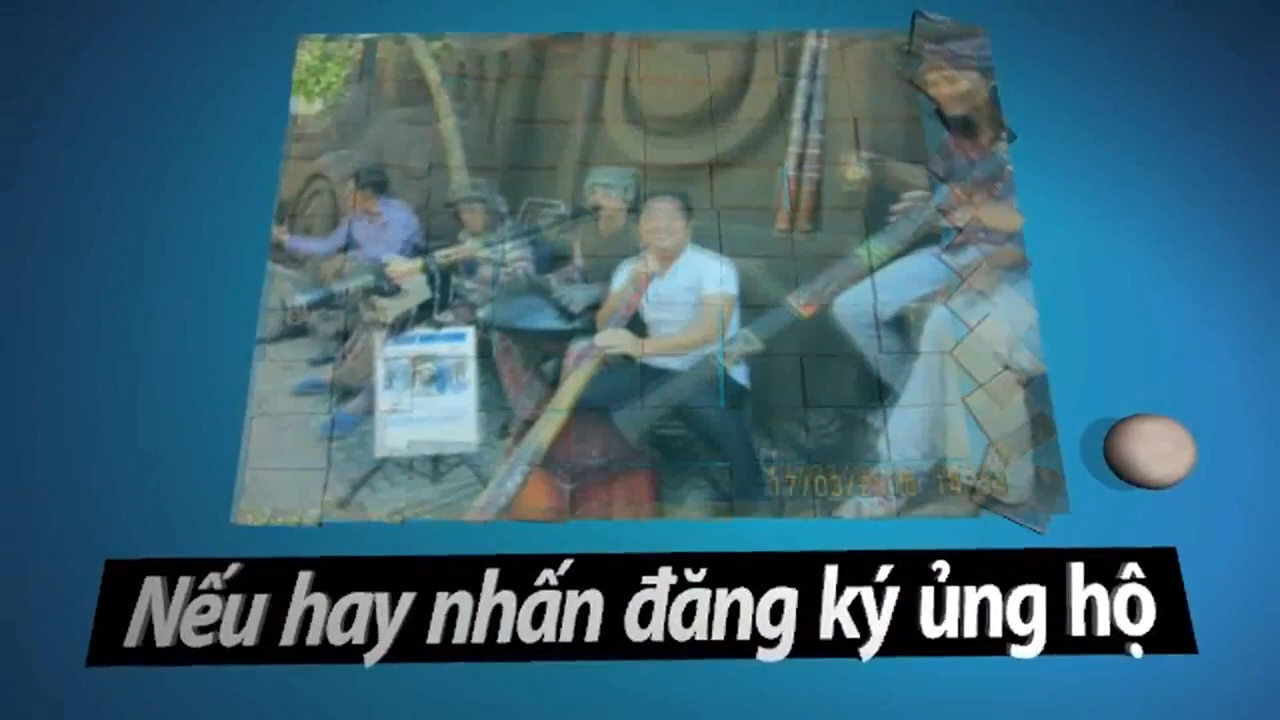 Nếu hay nhấn đăng ký ủng hộ